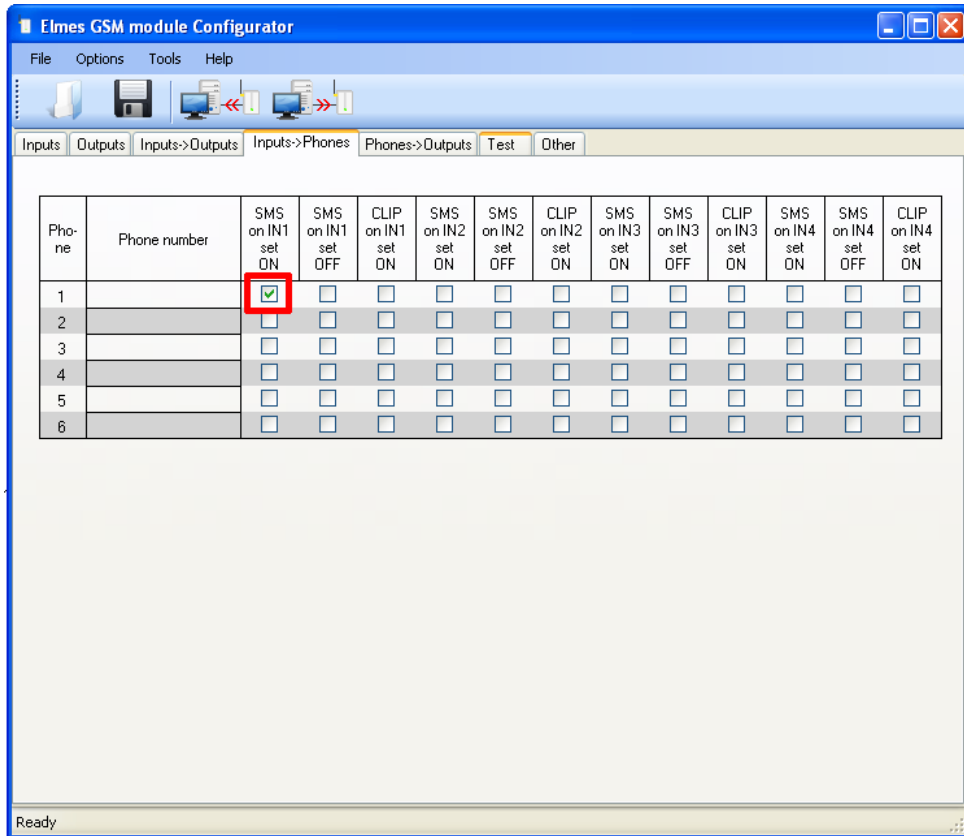 Elmes GSM module Configurator
File Options Tools Help
Inputs Outputs Inputs->Outputs Inputs->Phones Phones->Outputs Test Other
Pho-
ne
Phone number
SMS
on IN1
set
ON
SMS
on IN1
set
OFF
CLIP
on IN1
set
ON
SMS
on IN2
set
ON
SMS
on IN2
set
OFF
CLIP
on IN2
set
ON
SMS
on IN3
set
ON
SMS
on IN3
set
OFF
CLIP
on IN3
set
ON
SMS
on IN4
set
ON
SMS
on IN4
set
OFF
CLIP
on IN4
set
ON
1
2
3
4
5
6
Ready